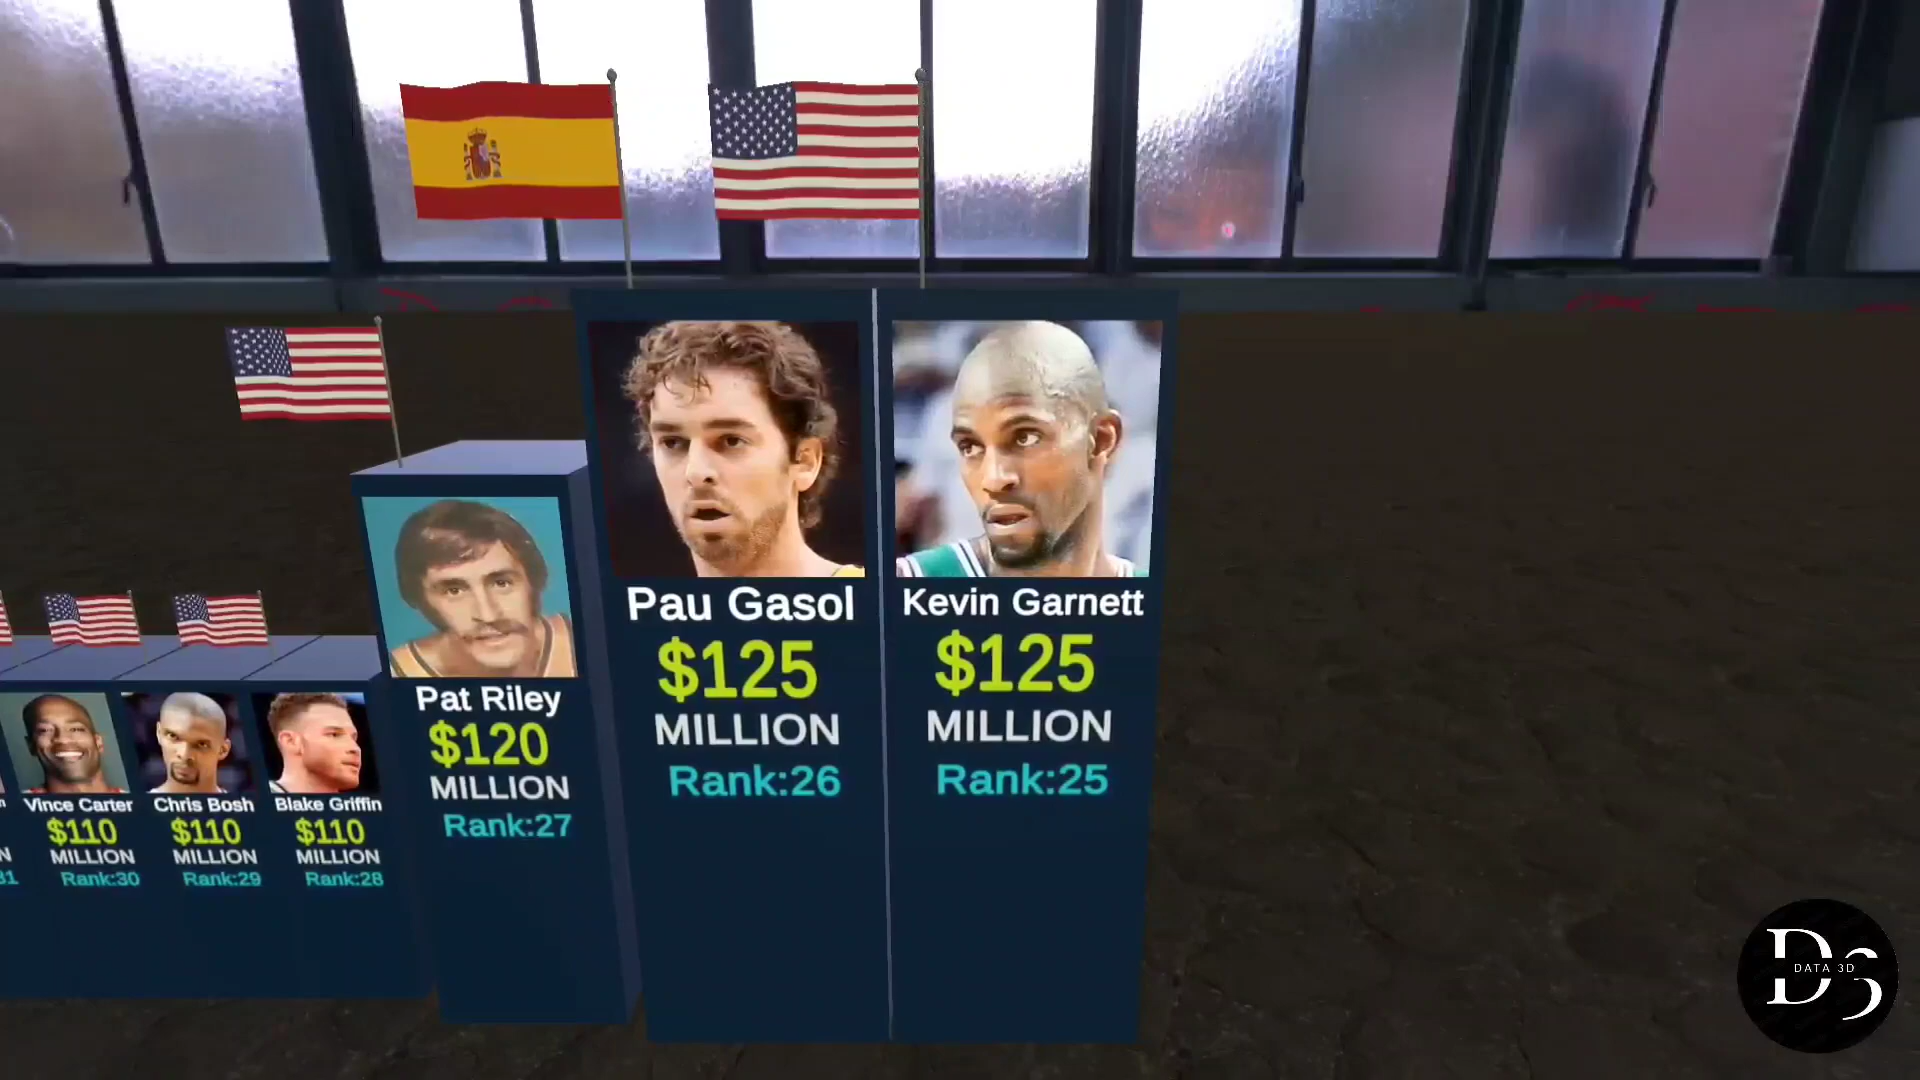 Pau Gasol
$125
MILLION
Rank:26
Kevin Garnett
$125
MILLION
Rank:25
Pat Riley
$120
MILLION
Rank:27
Vince Carter
$110
MILLION
Rank:30
Chris Bosh
$110
MILLION
Rank:29
Blake Griffin
$110
MILLION
Rank:28
DATA 3D
D3